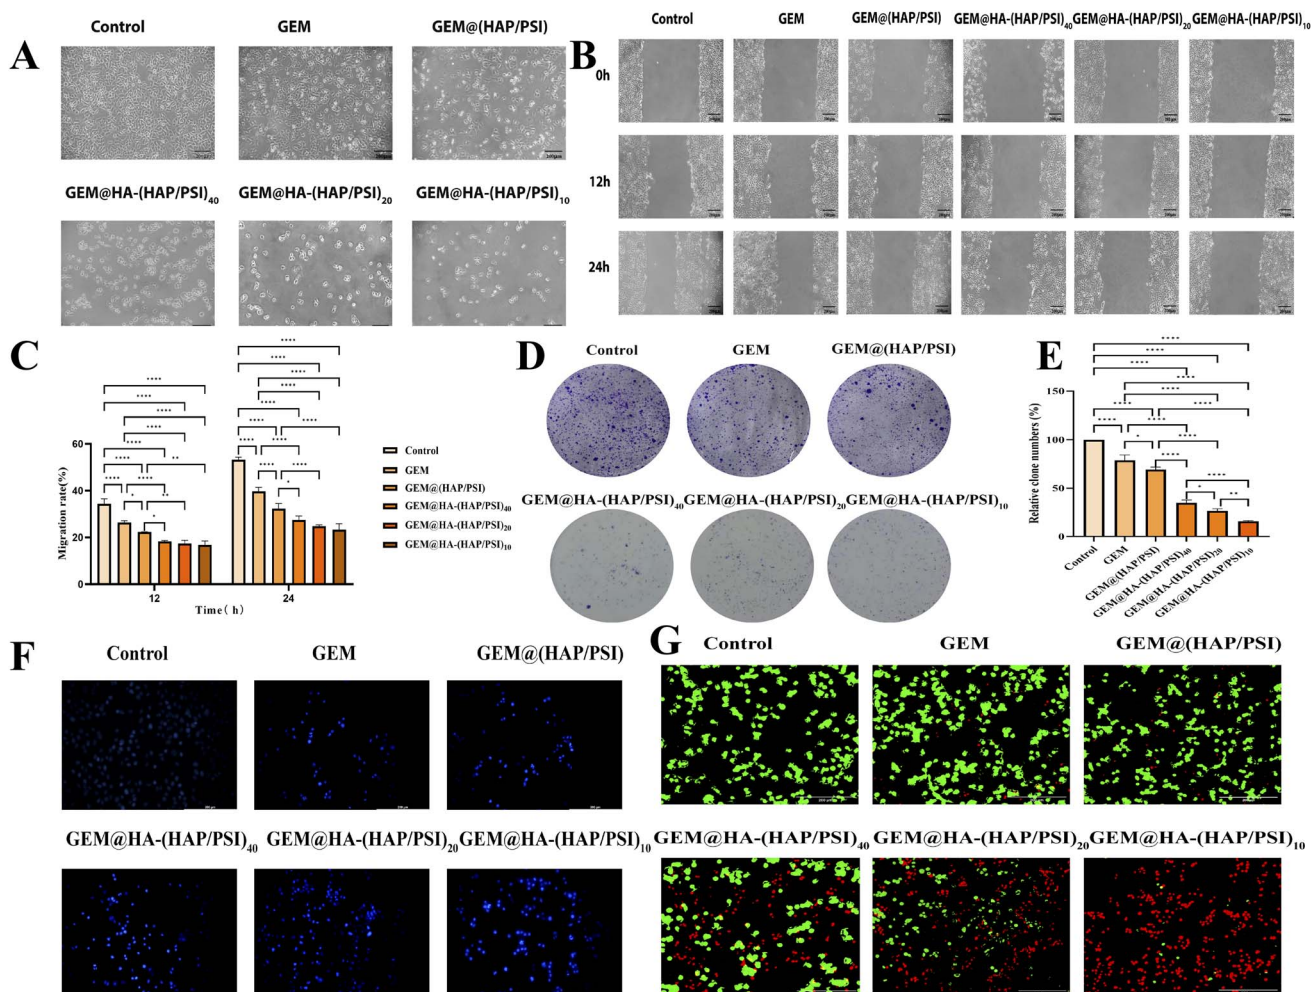 A
Control GEM GEM@(HAP/PSI)
GEM@HA-(HAP/PSI)40 GEM@HA-(HAP/PSI)20 GEM@HA-(HAP/PSI)10
B
Control GEM GEM@(HAP/PSI) GEM@HA-(HAP/PSI)40 GEM@HA-(HAP/PSI)20 GEM@HA-(HAP/PSI)10
0h
12h
24h
C
Migration rate(%)
60
40
20
0
12 24
Time( h)
Control
GEM
GEM@(HAP/PSI)
GEM@HA-(HAP/PSI)40
GEM@HA-(HAP/PSI)20
GEM@HA-(HAP/PSI)10
D
Control GEM GEM@(HAP/PSI)
GEM@HA-(HAP/PSI)40 GEM@HA-(HAP/PSI)20 GEM@HA-(HAP/PSI)10
E
Relative clone numbers (%)
150
100
50
0
Control
GEM
GEM@(HAP/PSI)
GEM@HA-(HAP/PSI)40
GEM@HA-(HAP/PSI)20
GEM@HA-(HAP/PSI)10
F
Control GEM GEM@(HAP/PSI)
GEM@HA-(HAP/PSI)40 GEM@HA-(HAP/PSI)20 GEM@HA-(HAP/PSI)10
G
Control GEM GEM@(HAP/PSI)
GEM@HA-(HAP/PSI)40 GEM@HA-(HAP/PSI)20 GEM@HA-(HAP/PSI)10